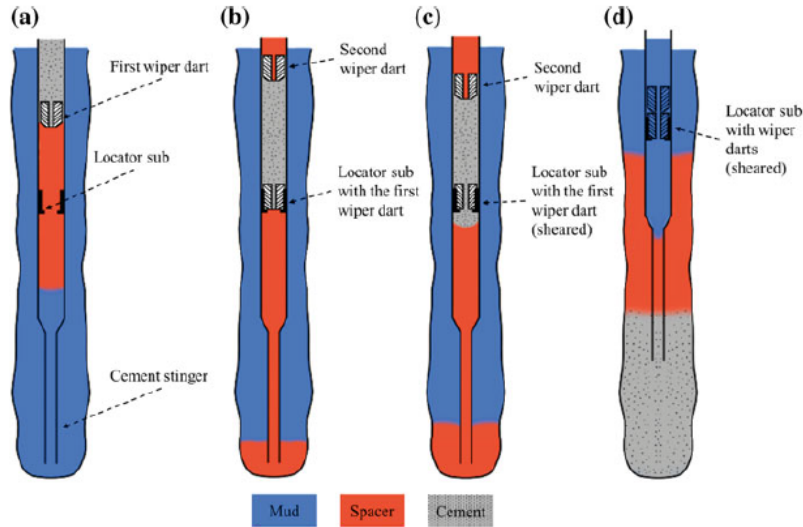 (a)
First wiper dart
Locator sub
Cement stinger
(b)
Second
wiper dart
Locator sub
with the first
wiper dart
(c)
Second
wiper dart
Locator sub
with the first
wiper dart
(sheared)
(d)
Locator sub
with wiper
darts
(sheared)
Mud
Spacer
Cement